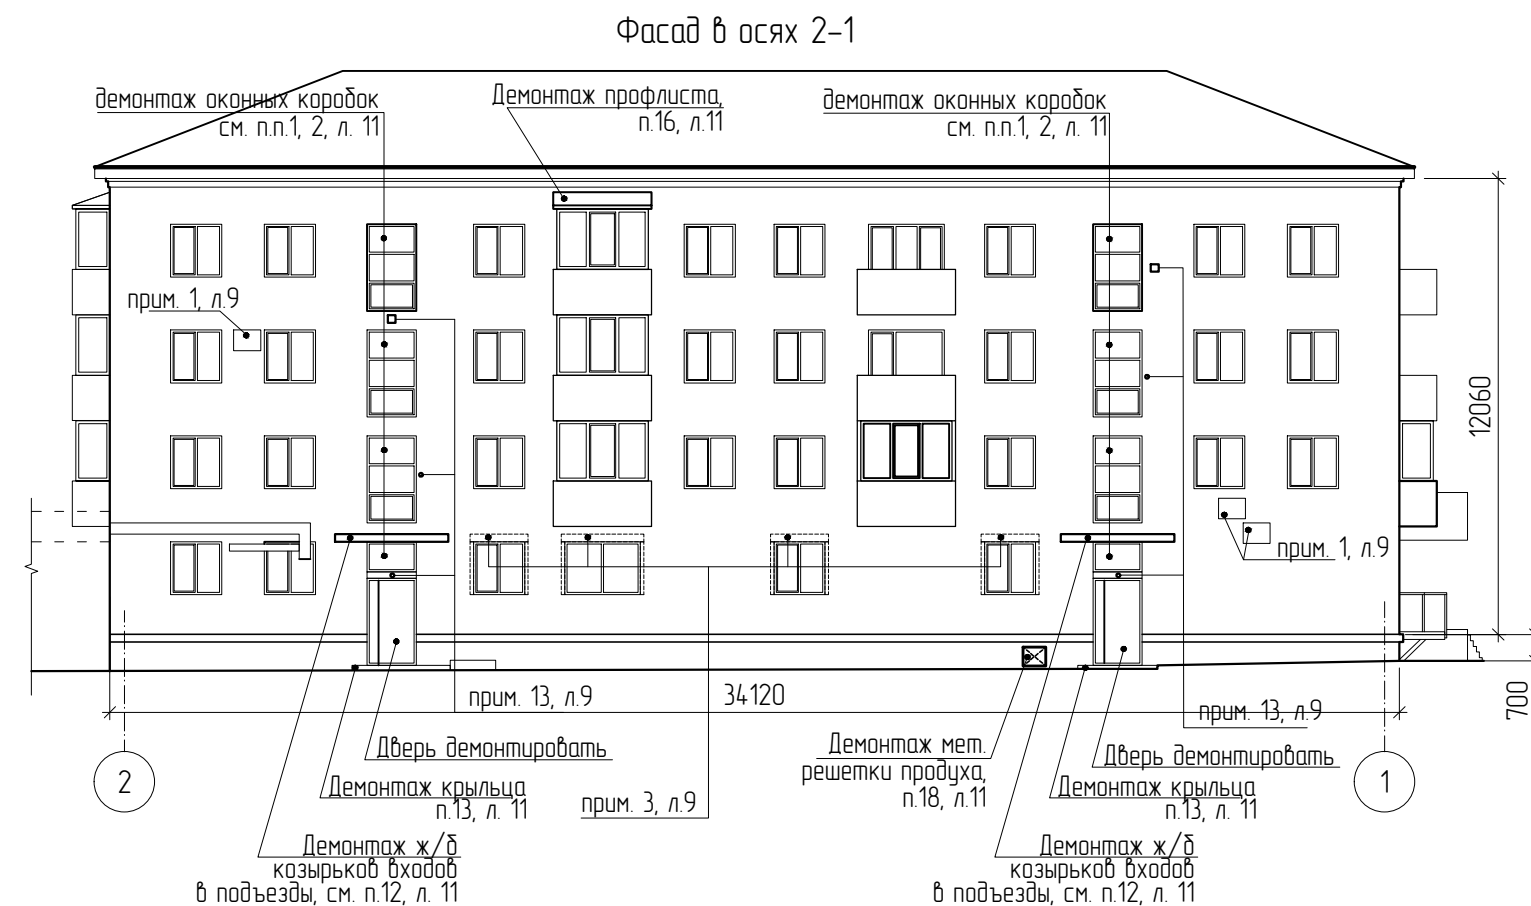 Фасад в осях 2-1
демонтаж оконных коробок
см. п.п.1, 2, л. 11
Демонтаж профлиста,
п.16, л.11
демонтаж оконных коробок
см. п.п.1, 2, л. 11
прим. 1, л.9
12060
прим. 1, л.9
прим. 13, л.9
34120
прим. 13, л.9
700
2
Дверь демонтировать
Демонтаж крыльца
п.13, л. 11
прим. 3, л.9
Демонтаж мет.
решетки продуха,
п.18, л.11
Дверь демонтировать
Демонтаж крыльца
п.13, л. 11
1
Демонтаж ж/б
козырьков входов
в подъезды, см. п.12, л. 11
Демонтаж ж/б
козырьков входов
в подъезды, см. п.12, л. 11